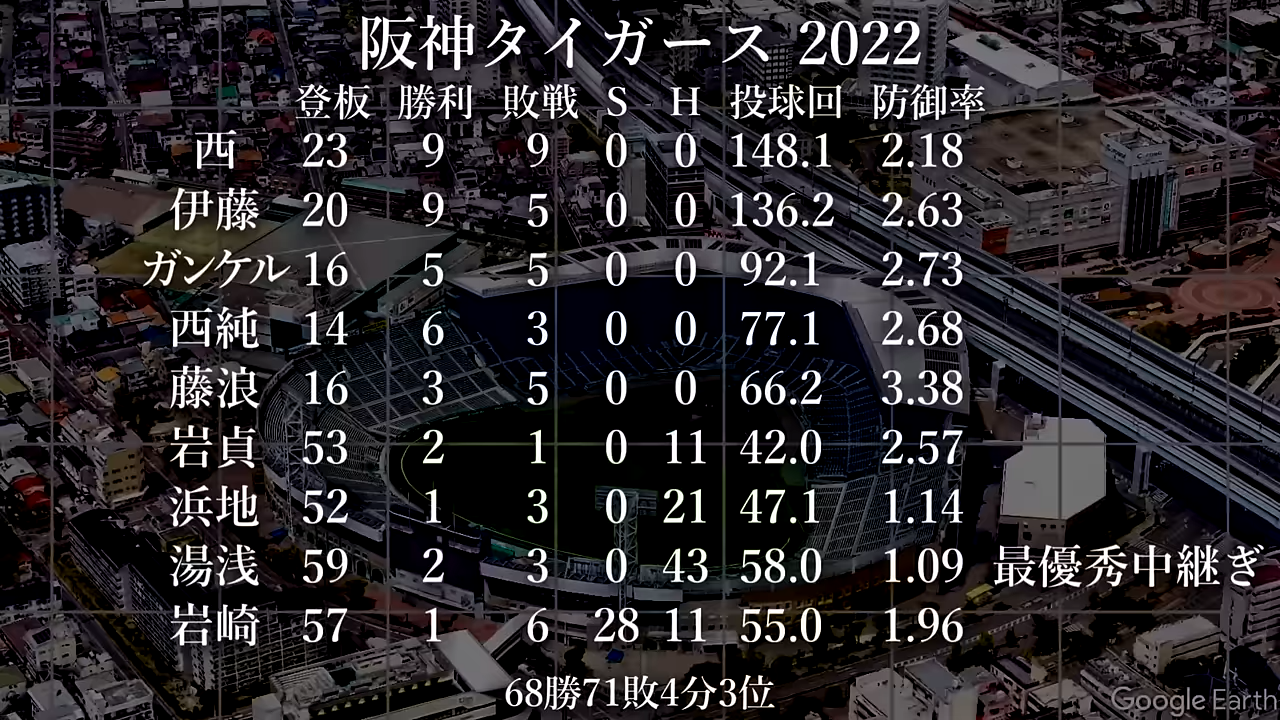 阪神タイガース 2022
登板 勝利 敗戦 S H 投球回 防御率
西 23 9 9 0 0 148.1 2.18
伊藤 20 9 5 0 0 136.2 2.63
ガンケル 16 5 5 0 0 92.1 2.73
西純 14 6 3 0 0 77.1 2.68
藤浪 16 3 5 0 0 66.2 3.38
岩貞 53 2 1 0 11 42.0 2.57
浜地 52 1 3 0 21 47.1 1.14
湯浅 59 2 3 0 43 58.0 1.09 最優秀中継ぎ
岩崎 57 1 6 28 11 55.0 1.96
68勝71敗4分3位
Google Earth